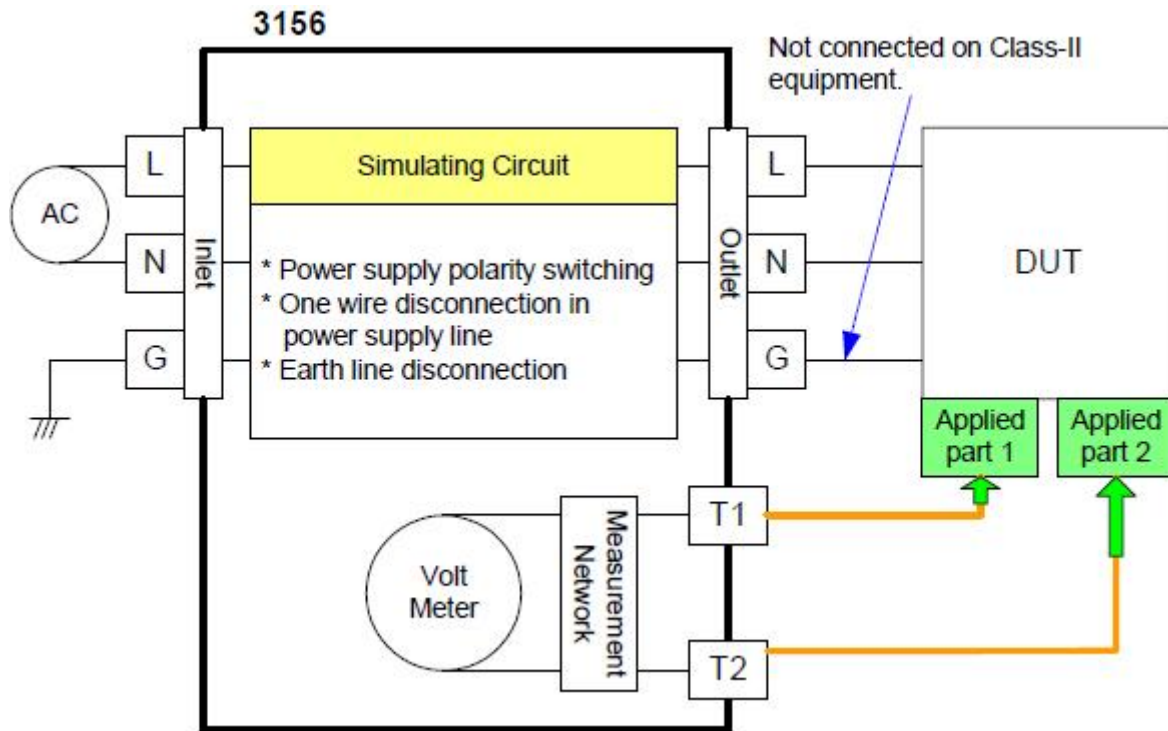 3156
Not connected on Class-II
equipment.
AC
L
N
G
Inlet
Simulating Circuit
* Power supply polarity switching
* One wire disconnection in
power supply line
* Earth line disconnection
Outlet
L
N
G
DUT
Applied
part 1
Applied
part 2
Volt
Meter
Measurement
Network
T1
T2